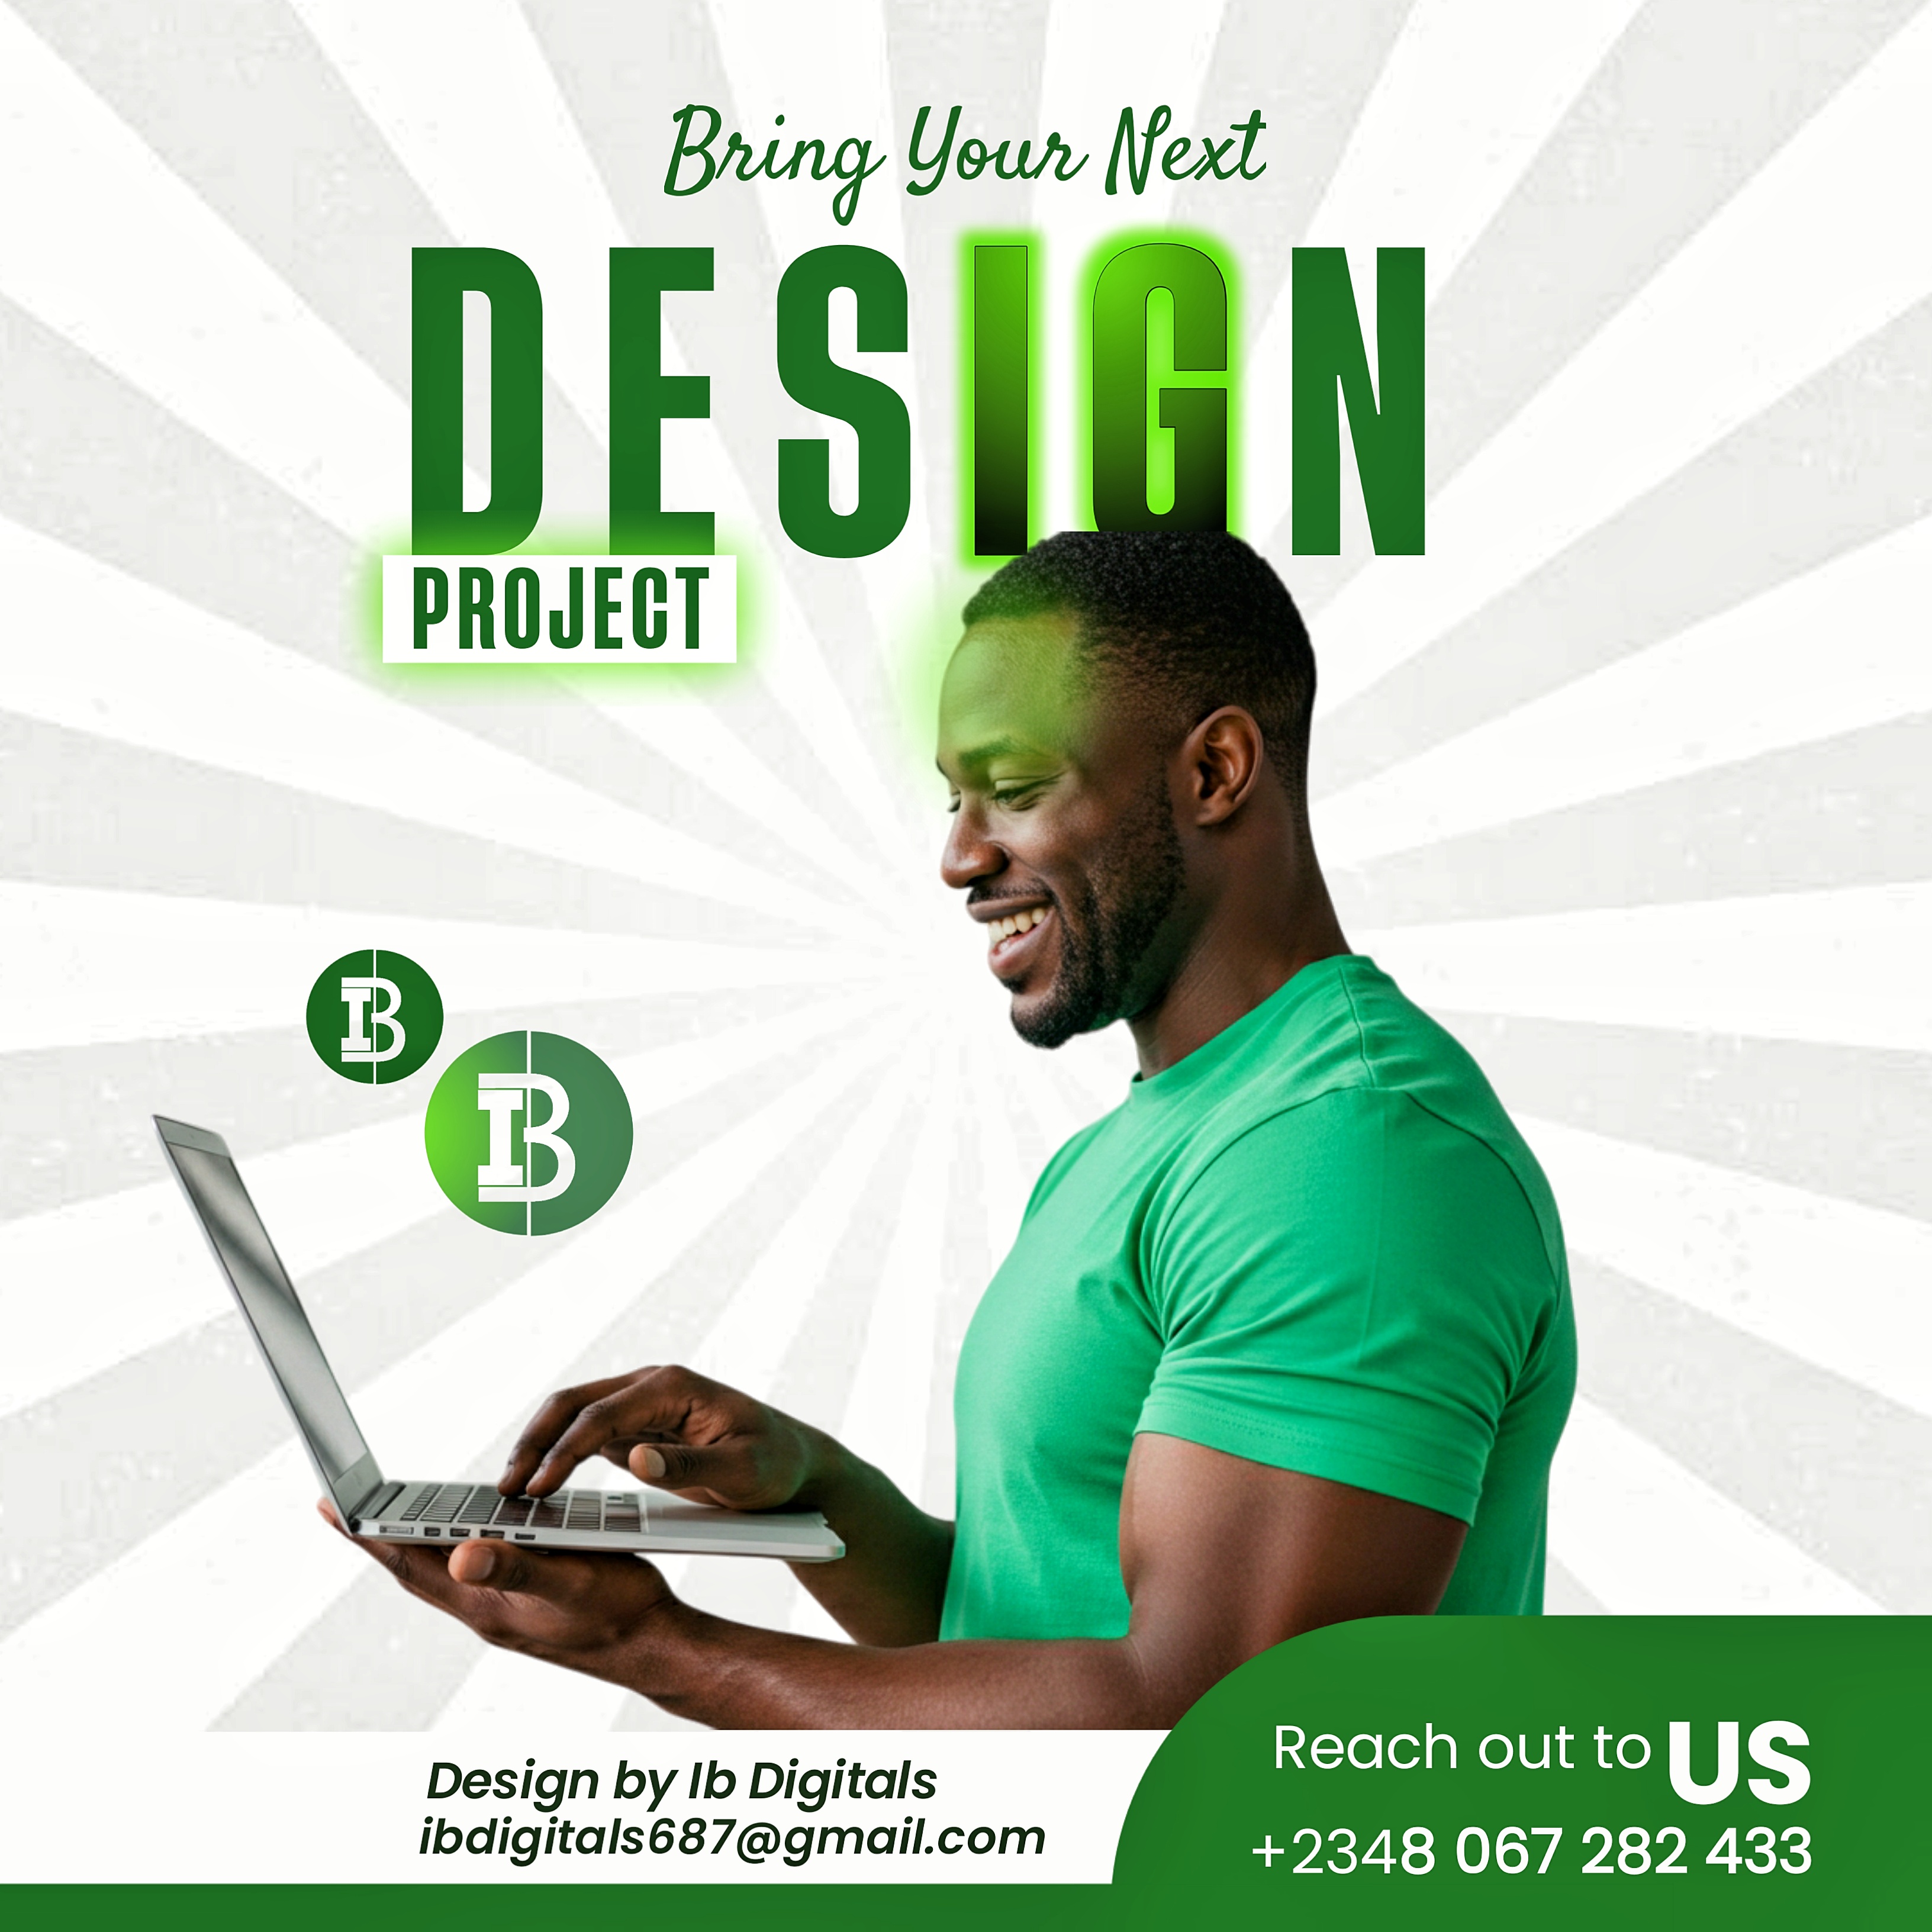 Bring Your Next
DESIGN
PROJECT
IB
IB
Design by Ib Digitals
ibdigitals687@gmail.com
Reach out to US
+2348 067 282 433